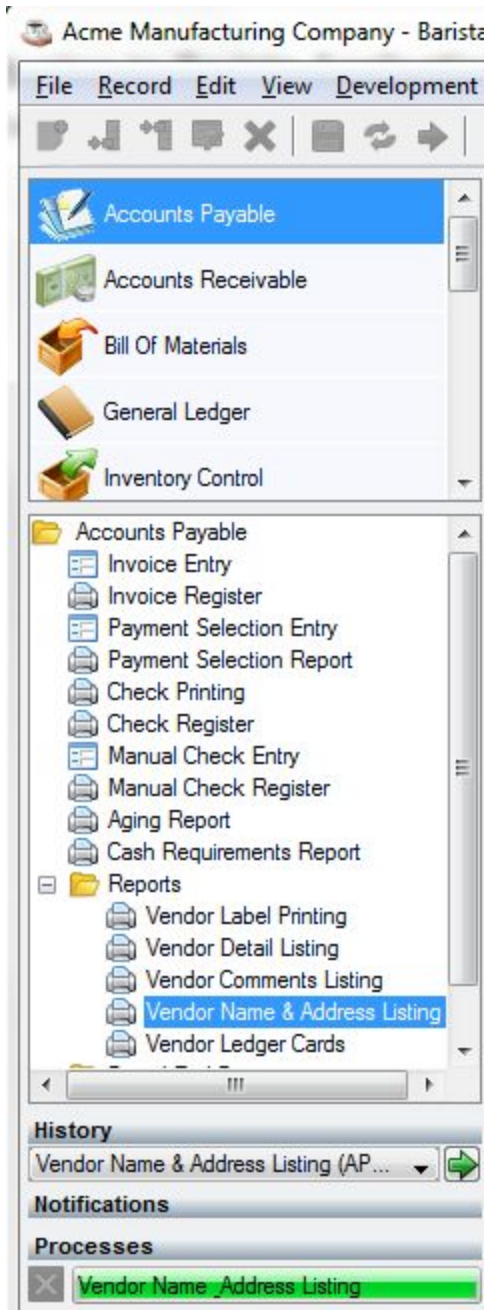 Acme Manufacturing Company - Barista
File Record Edit View Development
Accounts Payable
Accounts Receivable
Bill Of Materials
General Ledger
Inventory Control
Accounts Payable
Invoice Entry
Invoice Register
Payment Selection Entry
Payment Selection Report
Check Printing
Check Register
Manual Check Entry
Manual Check Register
Aging Report
Cash Requirements Report
Reports
Vendor Label Printing
Vendor Detail Listing
Vendor Comments Listing
Vendor Name & Address Listing
Vendor Ledger Cards
History
Vendor Name & Address Listing (AP...
Notifications
Processes
Vendor Name _Address Listing